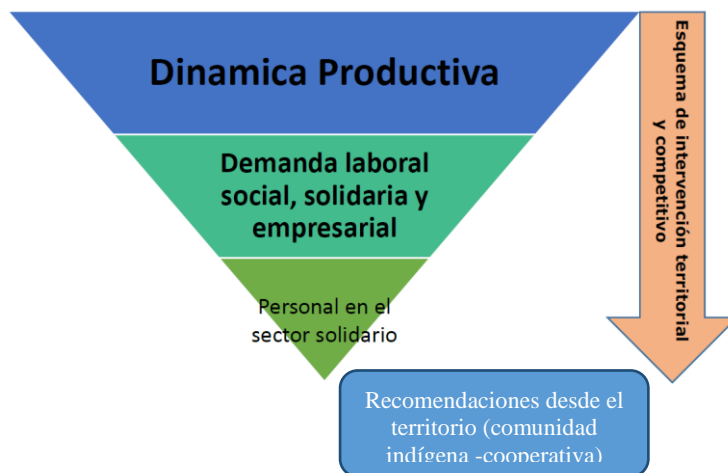 Dinamica Productiva
Demanda laboral
social, solidaria y
empresarial
Personal en el
sector solidario
Esquema de intervención territorial
y competitivo
Recomendaciones desde el
territorio (comunidad
indígena -cooperativa)